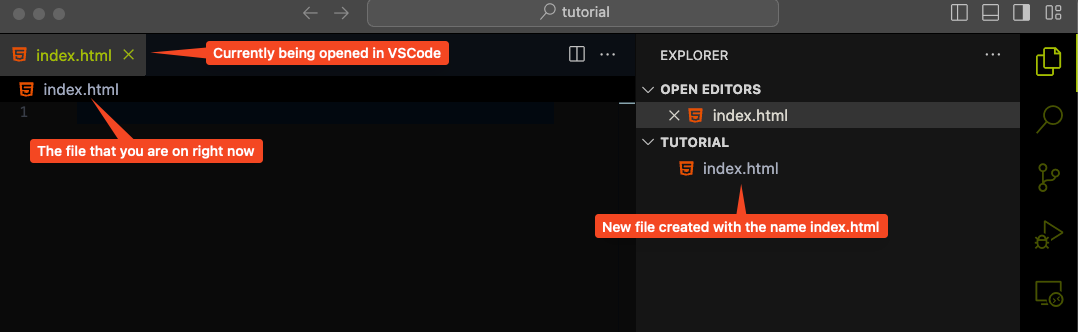 tutorial
index.html
Currently being opened in VSCode
index.html
1
The file that you are on right now
EXPLORER
OPEN EDITORS
index.html
TUTORIAL
index.html
New file created with the name index.html